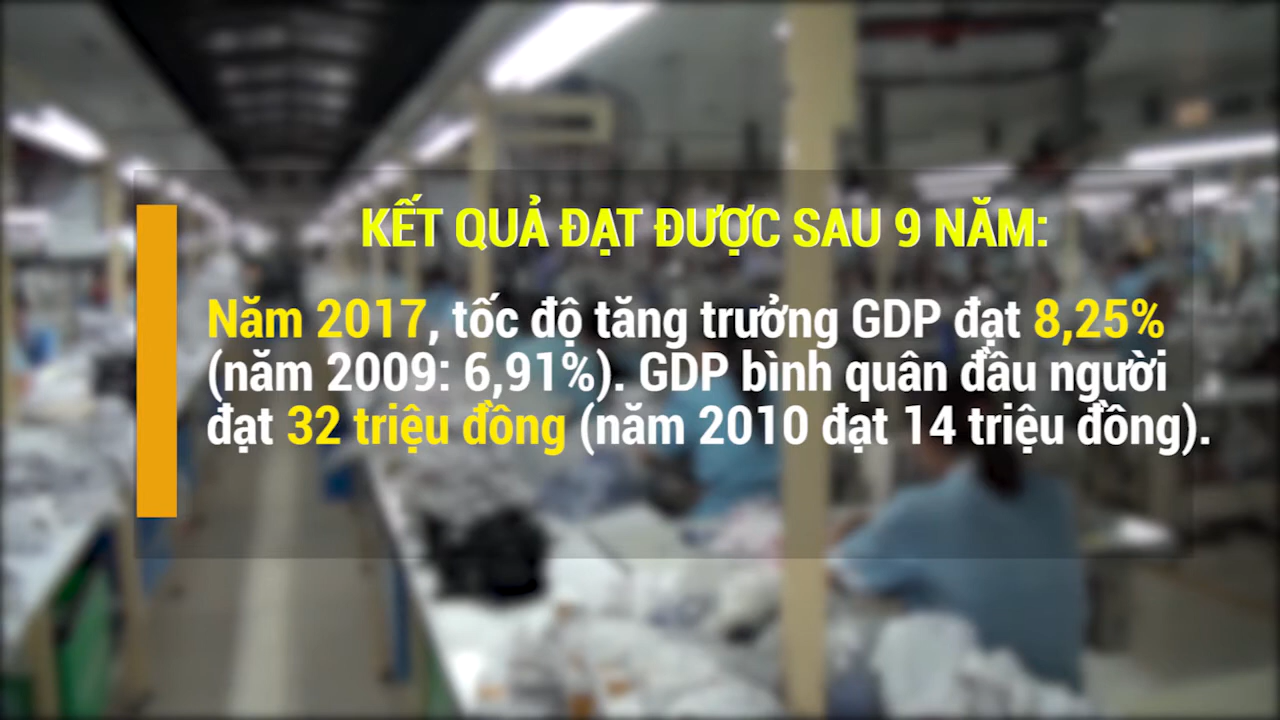 KẾT QUẢ ĐẠT ĐƯỢC SAU 9 NĂM:
Năm 2017, tốc độ tăng trưởng GDP đạt 8,25%
(năm 2009: 6,91%). GDP bình quân đầu người
đạt 32 triệu đồng (năm 2010 đạt 14 triệu đồng).